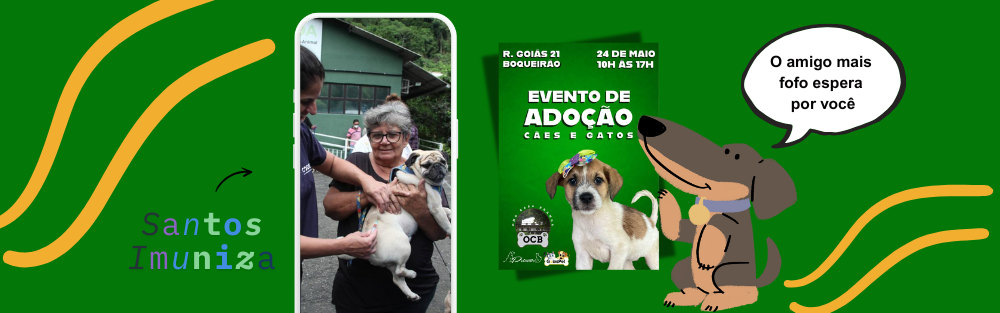 Santos
Imuniza
R. GOIÁS 21
BOQUEIRÃO
24 DE MAIO
10H ÀS 17H
EVENTO DE
ADOÇÃO
CÃES E GATOS
OCB
O amigo mais
fofo espera
por você